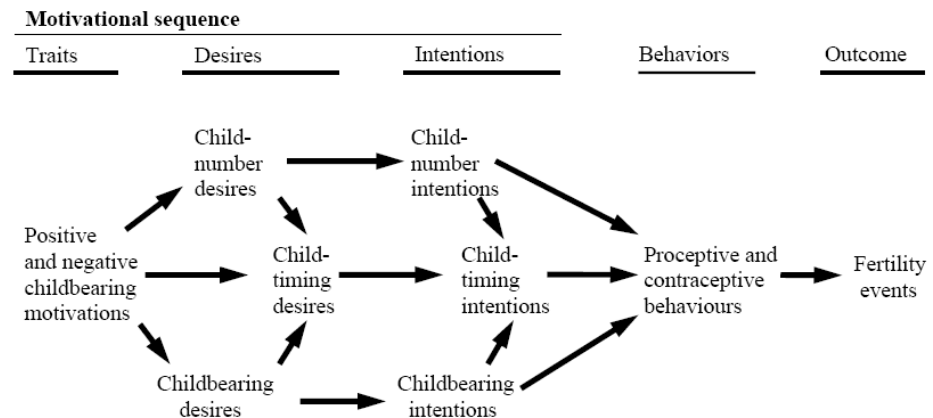 Motivational sequence
Traits
Desires
Intentions
Behaviors
Outcome
Child-
number
desires
Child-
number
intentions
Positive
and negative
childbearing
motivations
Child-
timing
desires
Child-
timing
intentions
Proceptive and
contraceptive
behaviours
Fertility
events
Childbearing
desires
Childbearing
intentions